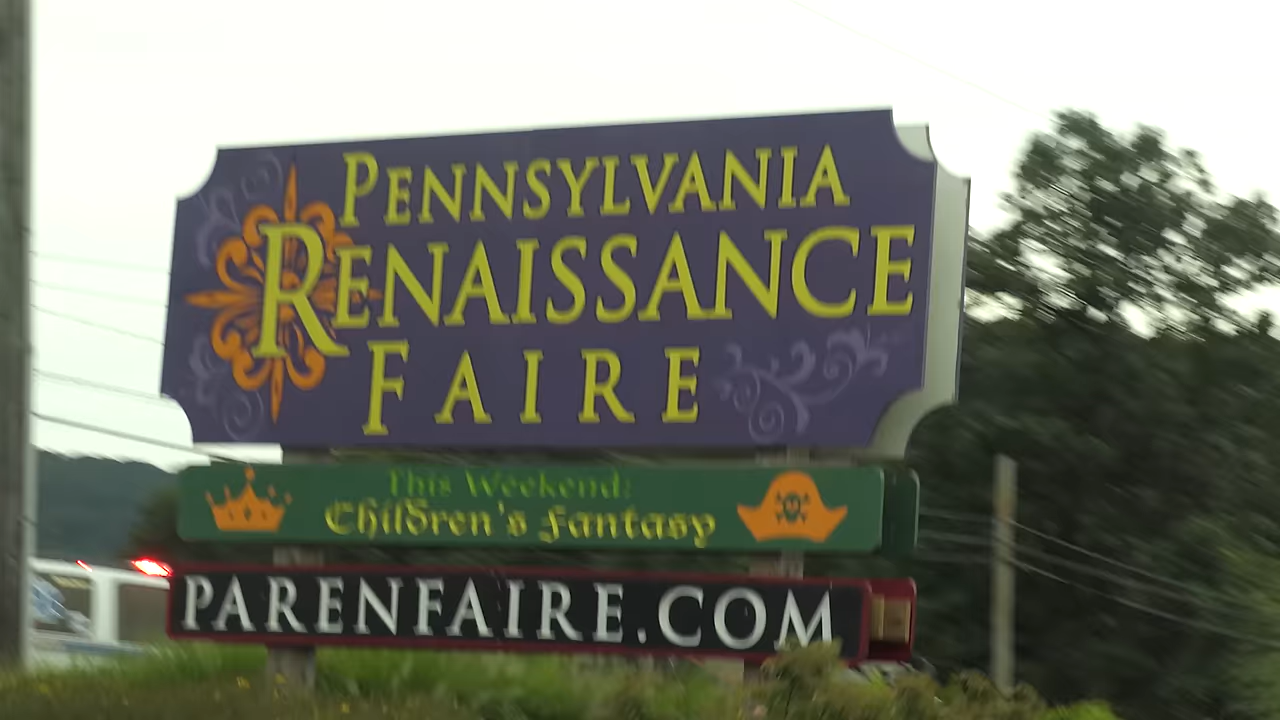 PENNSYLVANIA
RENAISSANCE
FAIRE
This Weekend:
Children's Fantasy
PARENFAIRE.COM